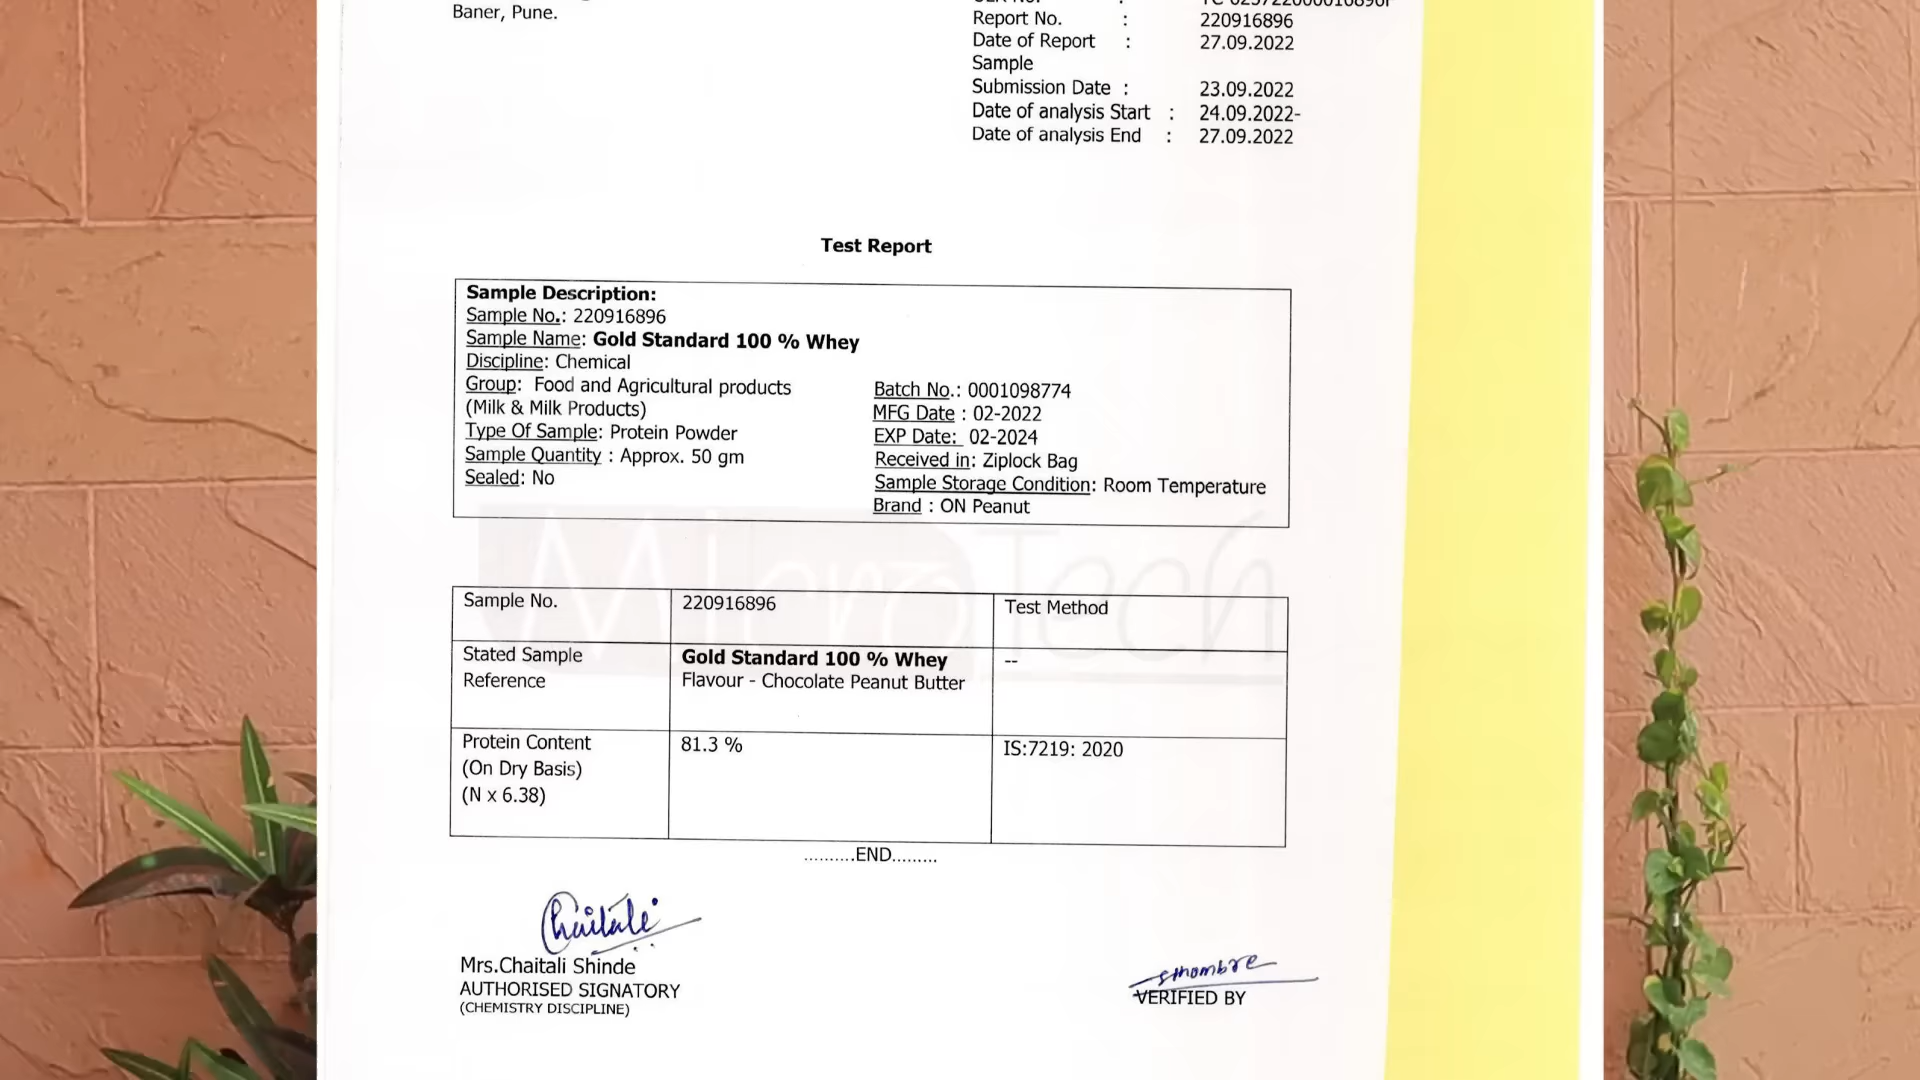 Baner, Pune.
Report No. : 220916896
Date of Report : 27.09.2022
Sample
Submission Date : 23.09.2022
Date of analysis Start : 24.09.2022-
Date of analysis End : 27.09.2022
Test Report
Sample Description:
Sample No.: 220916896
Sample Name: Gold Standard 100 % Whey
Discipline: Chemical
Group: Food and Agricultural products
(Milk & Milk Products)
Type Of Sample: Protein Powder
Sample Quantity : Approx. 50 gm
Sealed: No
Batch No.: 0001098774
MFG Date : 02-2022
EXP Date: 02-2024
Received in: Ziplock Bag
Sample Storage Condition: Room Temperature
Brand : ON Peanut
MicroTech
Sample No. 220916896 Test Method
Stated Sample
Reference
Gold Standard 100 % Whey
Flavour - Chocolate Peanut Butter
--
Protein Content
(On Dry Basis)
(N x 6.38)
81.3 %
IS:7219: 2020
..........END.........
Chaitali
Mrs.Chaitali Shinde
AUTHORISED SIGNATORY
(CHEMISTRY DISCIPLINE)
VERIFIED BY